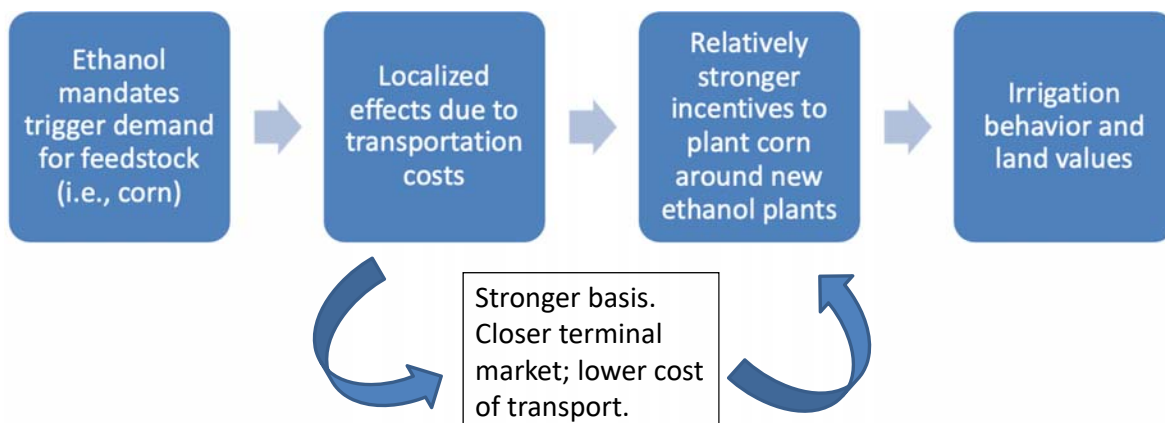 Ethanol
mandates
trigger demand
for feedstock
(i.e., corn)
Localized
effects due to
transportation
costs
Relatively
stronger
incentives to
plant corn
around new
ethanol plants
Irrigation
behavior and
land values
Stronger basis.
Closer terminal
market; lower cost
of transport.